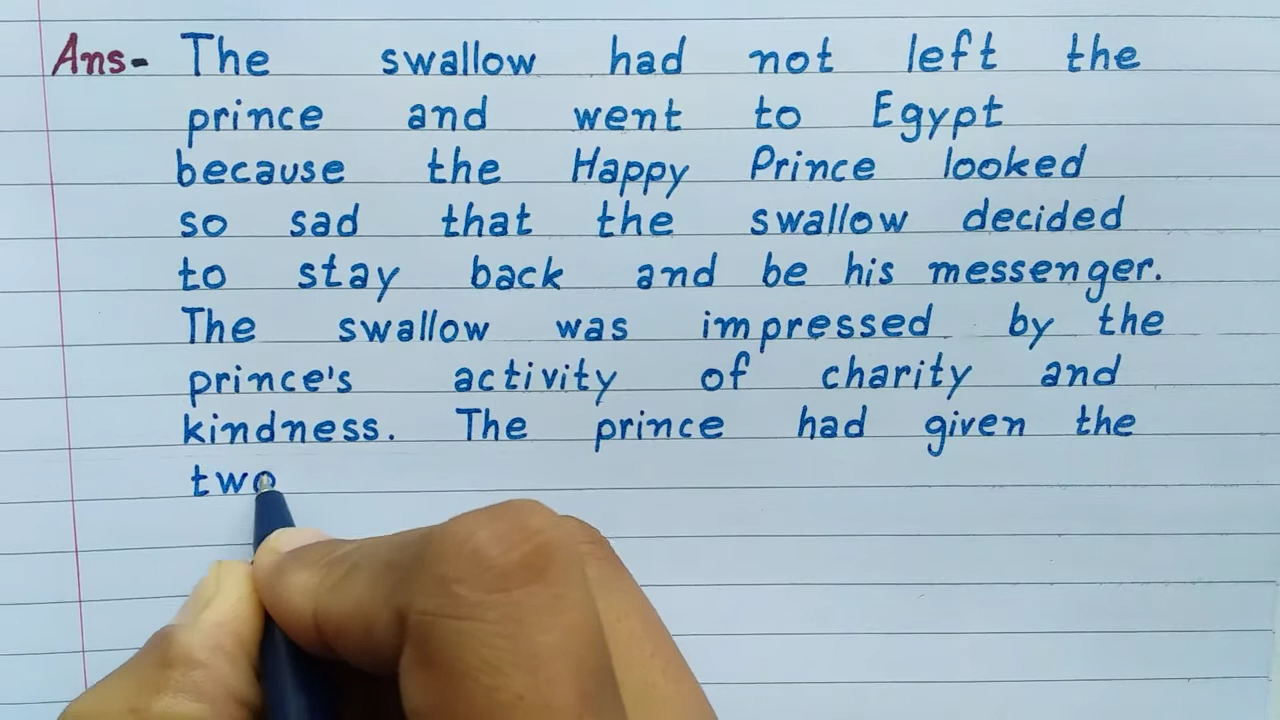 Ans- The swallow had not left the
prince and went to Egypt
because the Happy Prince looked
so sad that the swallow decided
to stay back and be his messenger.
The swallow was impressed by the
prince's activity of charity and
kindness. The prince had given the
two